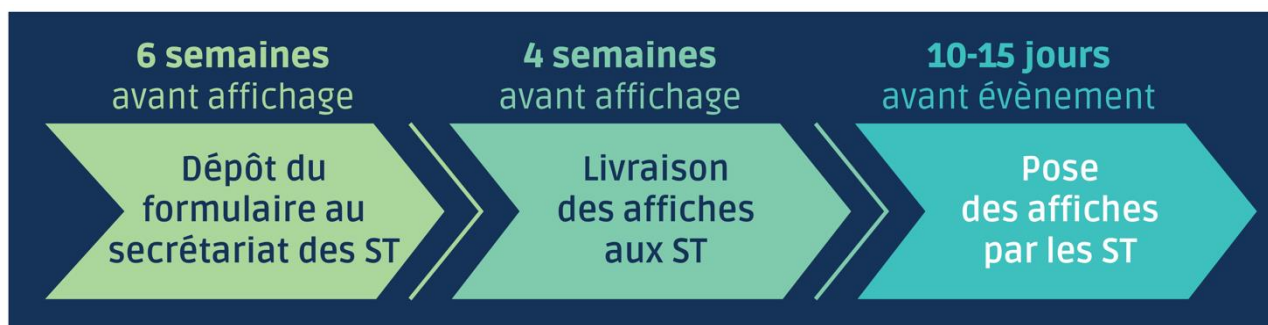 6 semaines
avant affichage
Dépôt du
formulaire au
secrétariat des ST
4 semaines
avant affichage
Livraison
des affiches
aux ST
10-15 jours
avant évènement
Pose
des affiches
par les ST